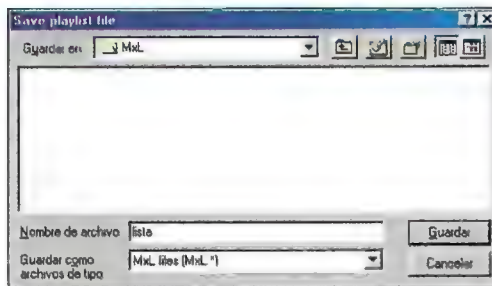 Save playlist file
Guardar en: MxL
Nombre de archivo lista Guardar
Guardar como archivos de tipo MxL files (MxL *) Cancelar